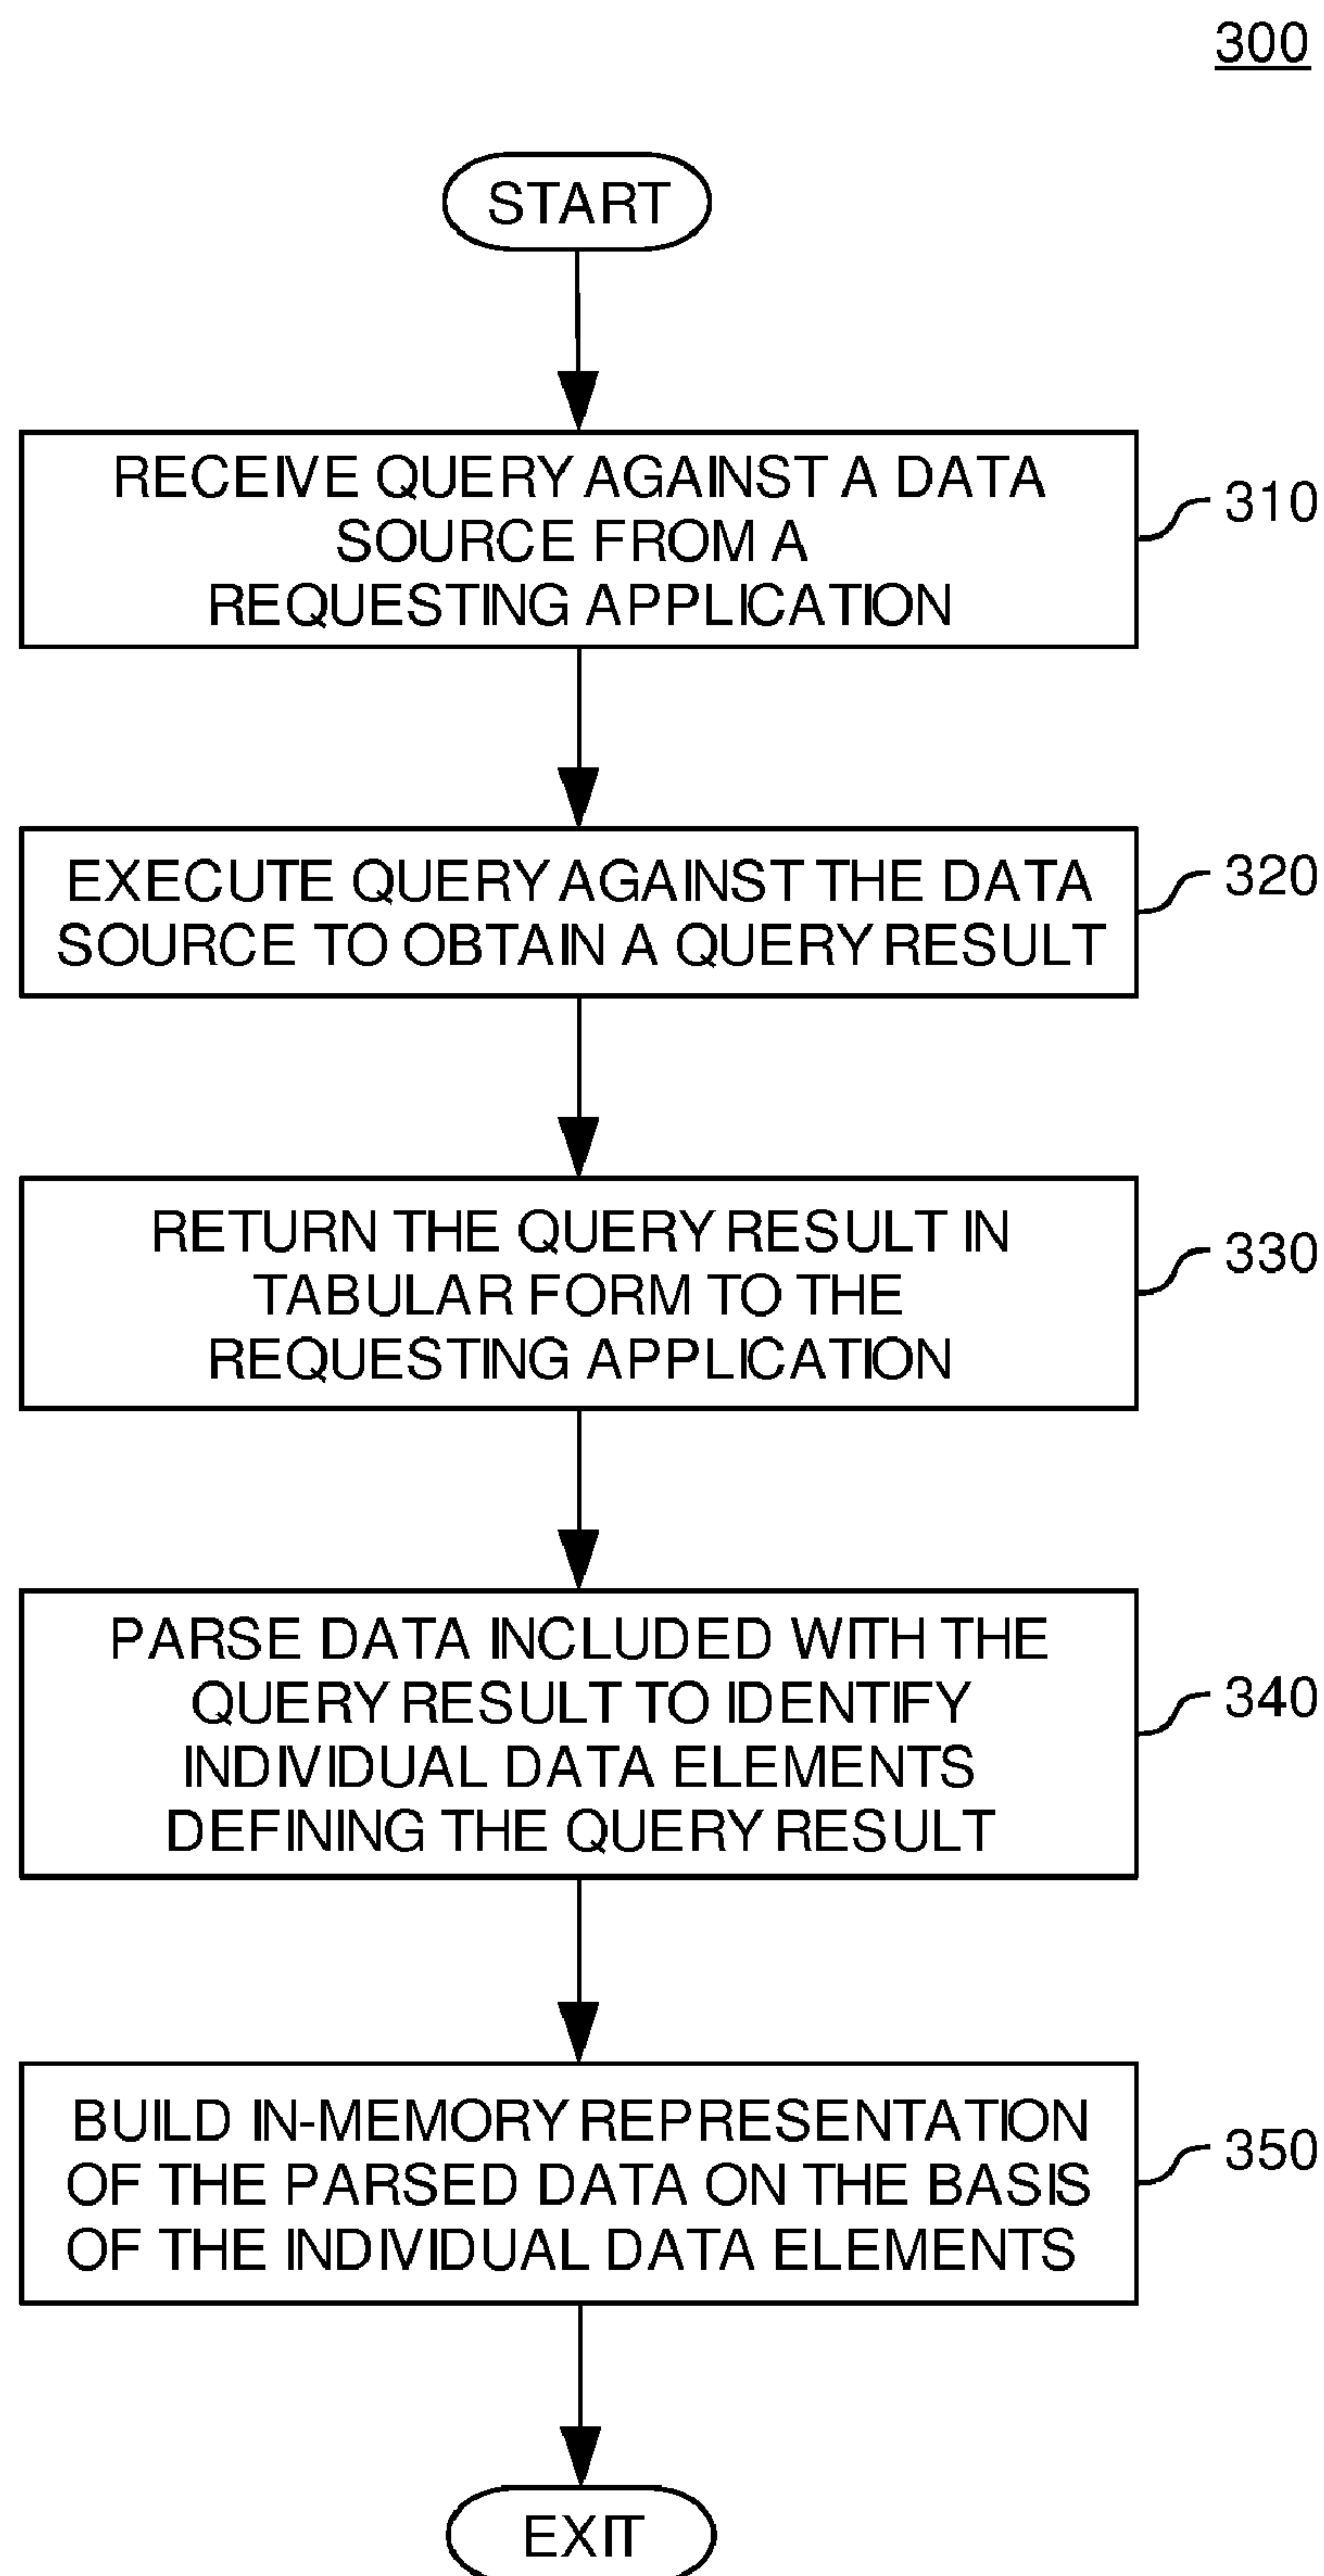 300
START
RECEIVE QUERY AGAINST A DATA
SOURCE FROM A
REQUESTING APPLICATION
310
EXECUTE QUERY AGAINST THE DATA
SOURCE TO OBTAIN A QUERY RESULT
320
RETURN THE QUERY RESULT IN
TABULAR FORM TO THE
REQUESTING APPLICATION
330
PARSE DATA INCLUDED WITH THE
QUERY RESULT TO IDENTIFY
INDIVIDUAL DATA ELEMENTS
DEFINING THE QUERY RESULT
340
BUILD IN-MEMORY REPRESENTATION
OF THE PARSED DATA ON THE BASIS
OF THE INDIVIDUAL DATA ELEMENTS
350
EXIT